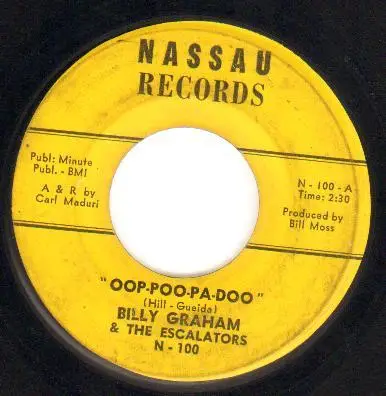 NASSAU
RECORDS
Publ: Minute
Publ. - BMI
A & R by
Carl Maduri
N - 100 - A
Time: 2:30
Produced by
Bill Moss
"OOP-POO-PA-DOO"
(Hill - Gueida)
BILLY GRAHAM
& THE ESCALATORS
N - 100